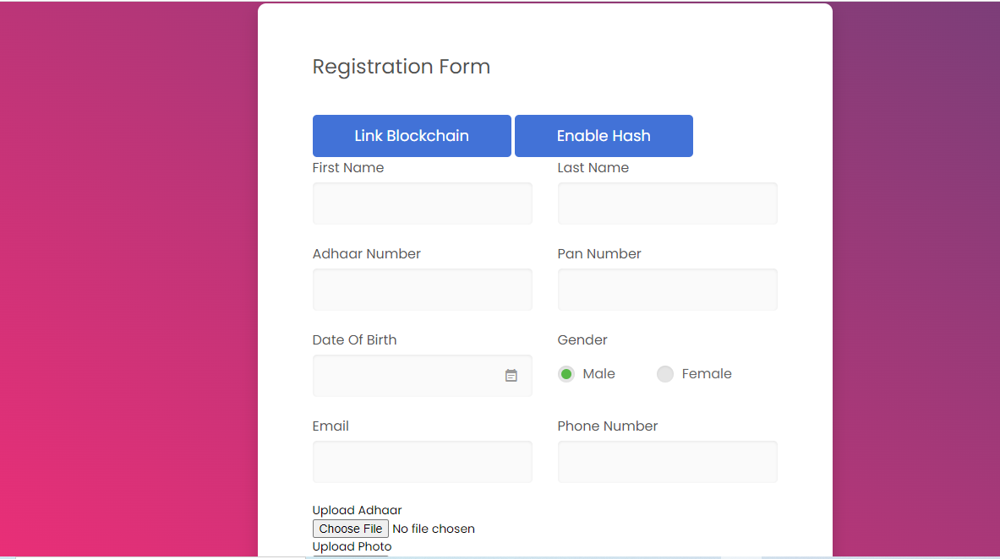 Registration Form
Link Blockchain Enable Hash
First Name Last Name
Adhaar Number Pan Number
Date Of Birth Gender
Male Female
Email Phone Number
Upload Adhaar
Choose File No file chosen
Upload Photo